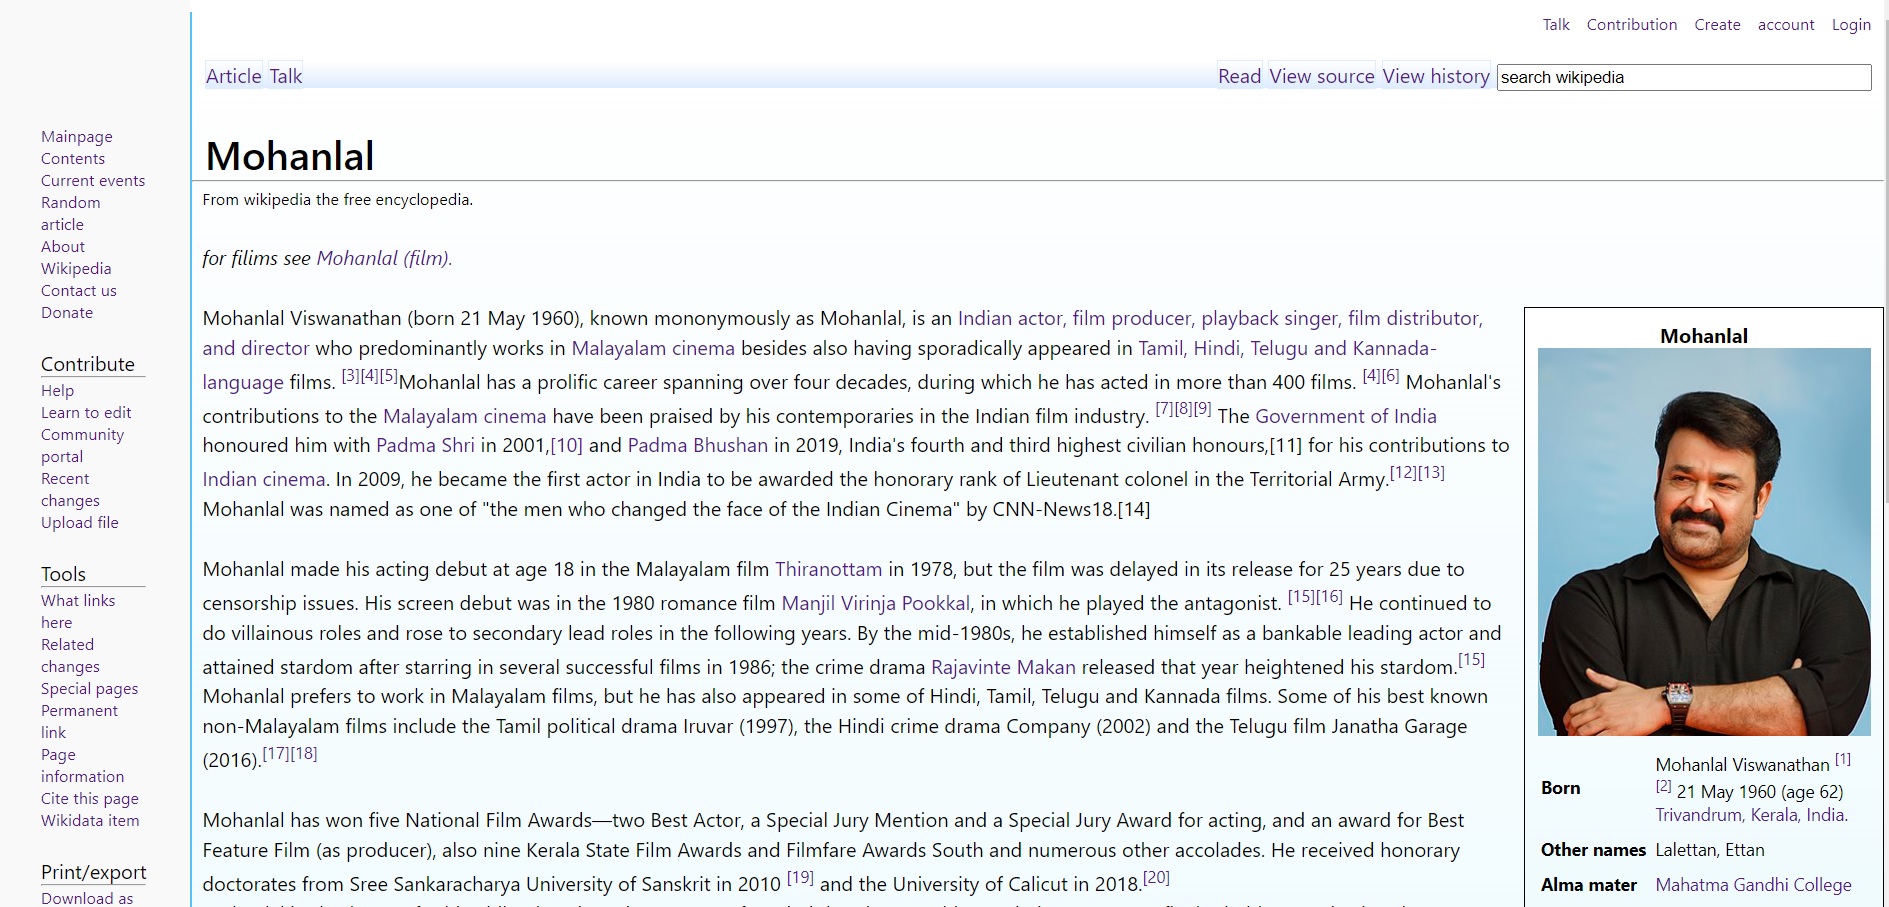 Talk Contribution Create account Login
Article Talk
Read View source View history search wikipedia
Mainpage
Contents
Current events
Random
article
About
Wikipedia
Contact us
Donate
Contribute
Help
Learn to edit
Community
portal
Recent
changes
Upload file
Tools
What links
here
Related
changes
Special pages
Permanent
link
Page
information
Cite this page
Wikidata item
Print/export
Download as
Mohanlal
From wikipedia the free encyclopedia.
for filims see Mohanlal (film).
Mohanlal Viswanathan (born 21 May 1960), known mononymously as Mohanlal, is an Indian actor, film producer, playback singer, film distributor,
and director who predominantly works in Malayalam cinema besides also having sporadically appeared in Tamil, Hindi, Telugu and Kannada-
language films. [3][4][5]Mohanlal has a prolific career spanning over four decades, during which he has acted in more than 400 films. [4][6] Mohanlal's
contributions to the Malayalam cinema have been praised by his contemporaries in the Indian film industry. [7][8][9] The Government of India
honoured him with Padma Shri in 2001,[10] and Padma Bhushan in 2019, India's fourth and third highest civilian honours,[11] for his contributions to
Indian cinema. In 2009, he became the first actor in India to be awarded the honorary rank of Lieutenant colonel in the Territorial Army.[12][13]
Mohanlal was named as one of "the men who changed the face of the Indian Cinema" by CNN-News18.[14]
Mohanlal made his acting debut at age 18 in the Malayalam film Thiranottam in 1978, but the film was delayed in its release for 25 years due to
censorship issues. His screen debut was in the 1980 romance film Manjil Virinja Pookkal, in which he played the antagonist. [15][16] He continued to
do villainous roles and rose to secondary lead roles in the following years. By the mid-1980s, he established himself as a bankable leading actor and
attained stardom after starring in several successful films in 1986; the crime drama Rajavinte Makan released that year heightened his stardom.[15]
Mohanlal prefers to work in Malayalam films, but he has also appeared in some of Hindi, Tamil, Telugu and Kannada films. Some of his best known
non-Malayalam films include the Tamil political drama Iruvar (1997), the Hindi crime drama Company (2002) and the Telugu film Janatha Garage
(2016).[17][18]
Mohanlal has won five National Film Awards—two Best Actor, a Special Jury Mention and a Special Jury Award for acting, and an award for Best
Feature Film (as producer), also nine Kerala State Film Awards and Filmfare Awards South and numerous other accolades. He received honorary
doctorates from Sree Sankaracharya University of Sanskrit in 2010 [19] and the University of Calicut in 2018.[20]
Mohanlal
Born Mohanlal Viswanathan [1]
[2] 21 May 1960 (age 62)
Trivandrum, Kerala, India.
Other names Lalettan, Ettan
Alma mater Mahatma Gandhi College